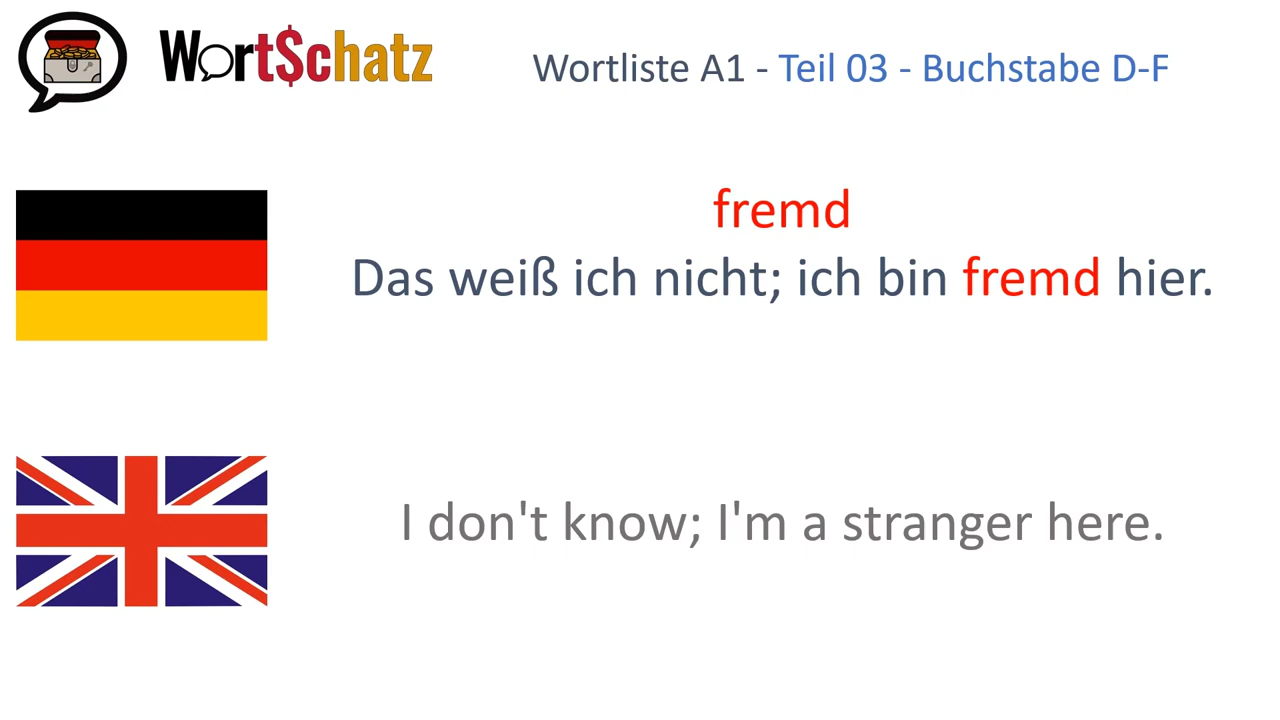 Wort$chatz
Wortliste A1 - Teil 03 - Buchstabe D-F
fremd
Das weiß ich nicht; ich bin fremd hier.
I don't know; I'm a stranger here.